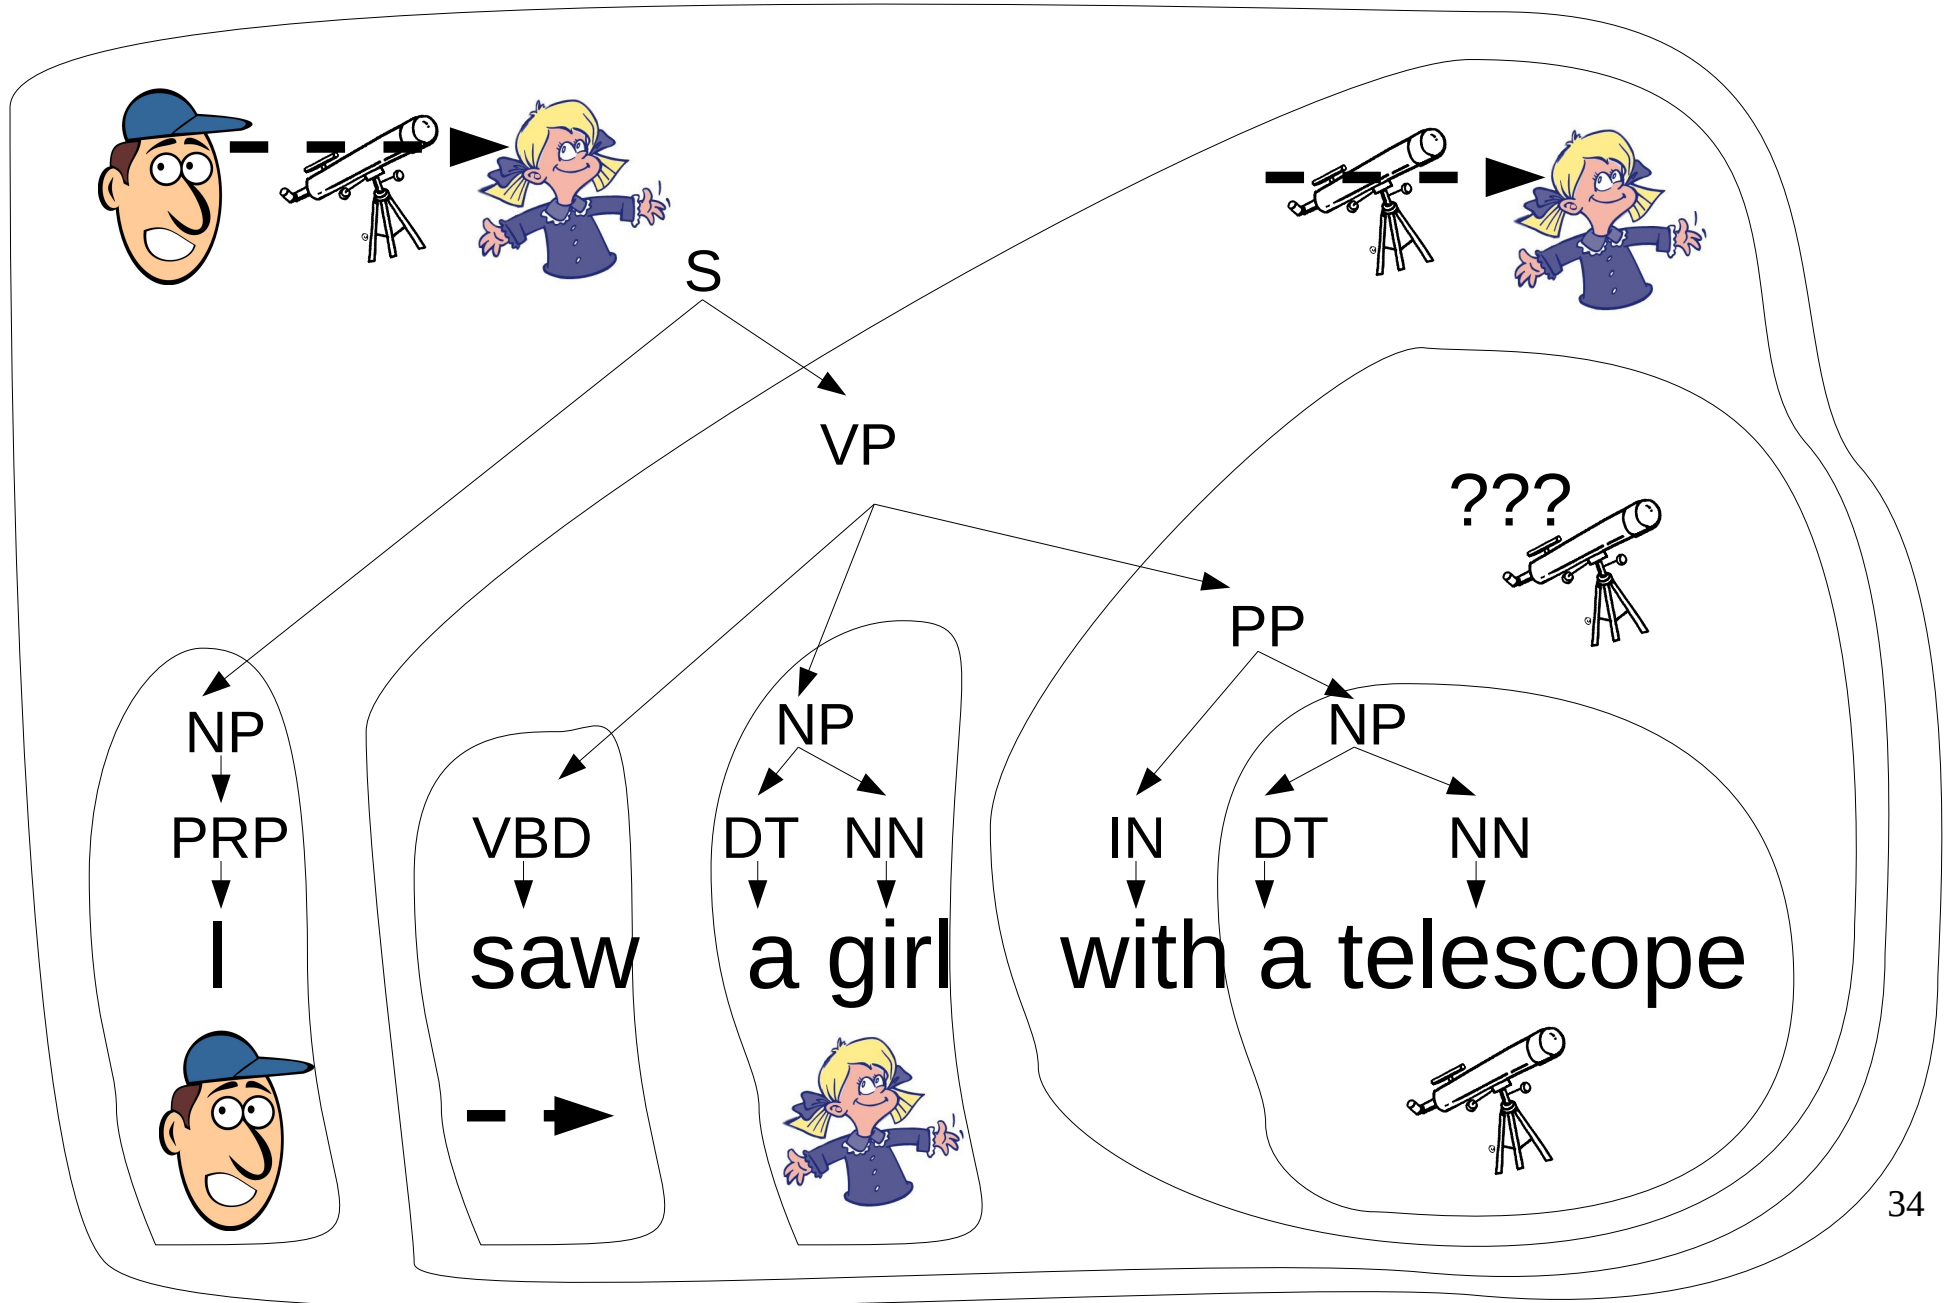 S
VP
???
PP
NP NP NP
PRP VBD DT NN IN DT NN
I saw a girl with a telescope
34